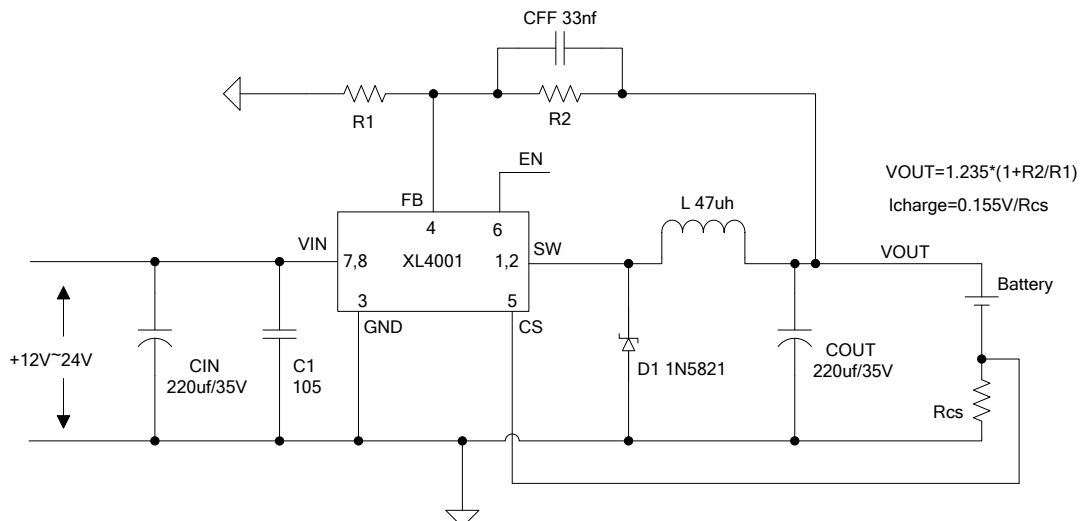 CFF 33nf
R1
R2
EN
VOUT=1.235*(1+R2/R1)
Icharge=0.155V/Rcs
FB
4
6
L 47uh
VIN
SW
VOUT
7,8
XL4001
1,2
Battery
3
5
GND
CS
+12V~24V
CIN
220uf/35V
C1
105
D1 1N5821
COUT
220uf/35V
Rcs